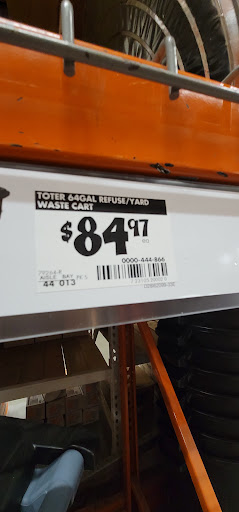 TOTER 64GAL REFUSE/YARD
WASTE CART
$84.97
0000-444-866
AISLE BAY
44 013